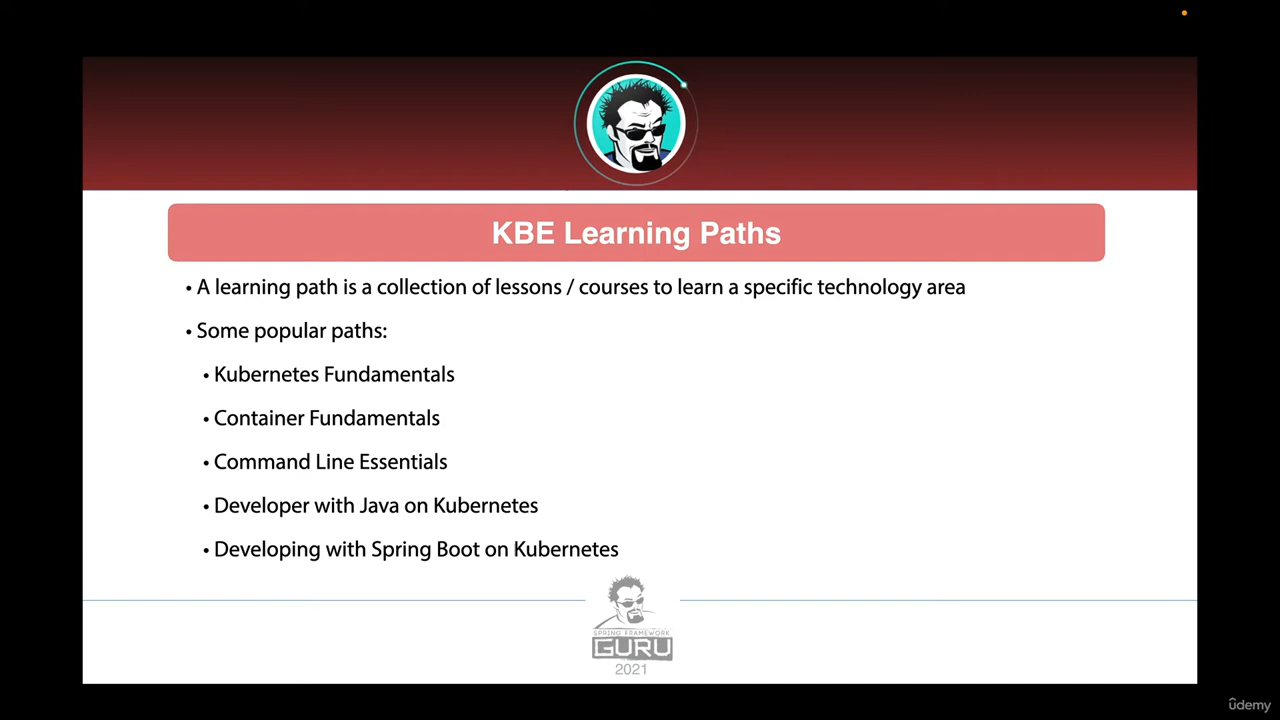 KBE Learning Paths
• A learning path is a collection of lessons / courses to learn a specific technology area
• Some popular paths:
• Kubernetes Fundamentals
• Container Fundamentals
• Command Line Essentials
• Developer with Java on Kubernetes
• Developing with Spring Boot on Kubernetes
SPRING FRAMEWORK
GURU
2021
ûdemy